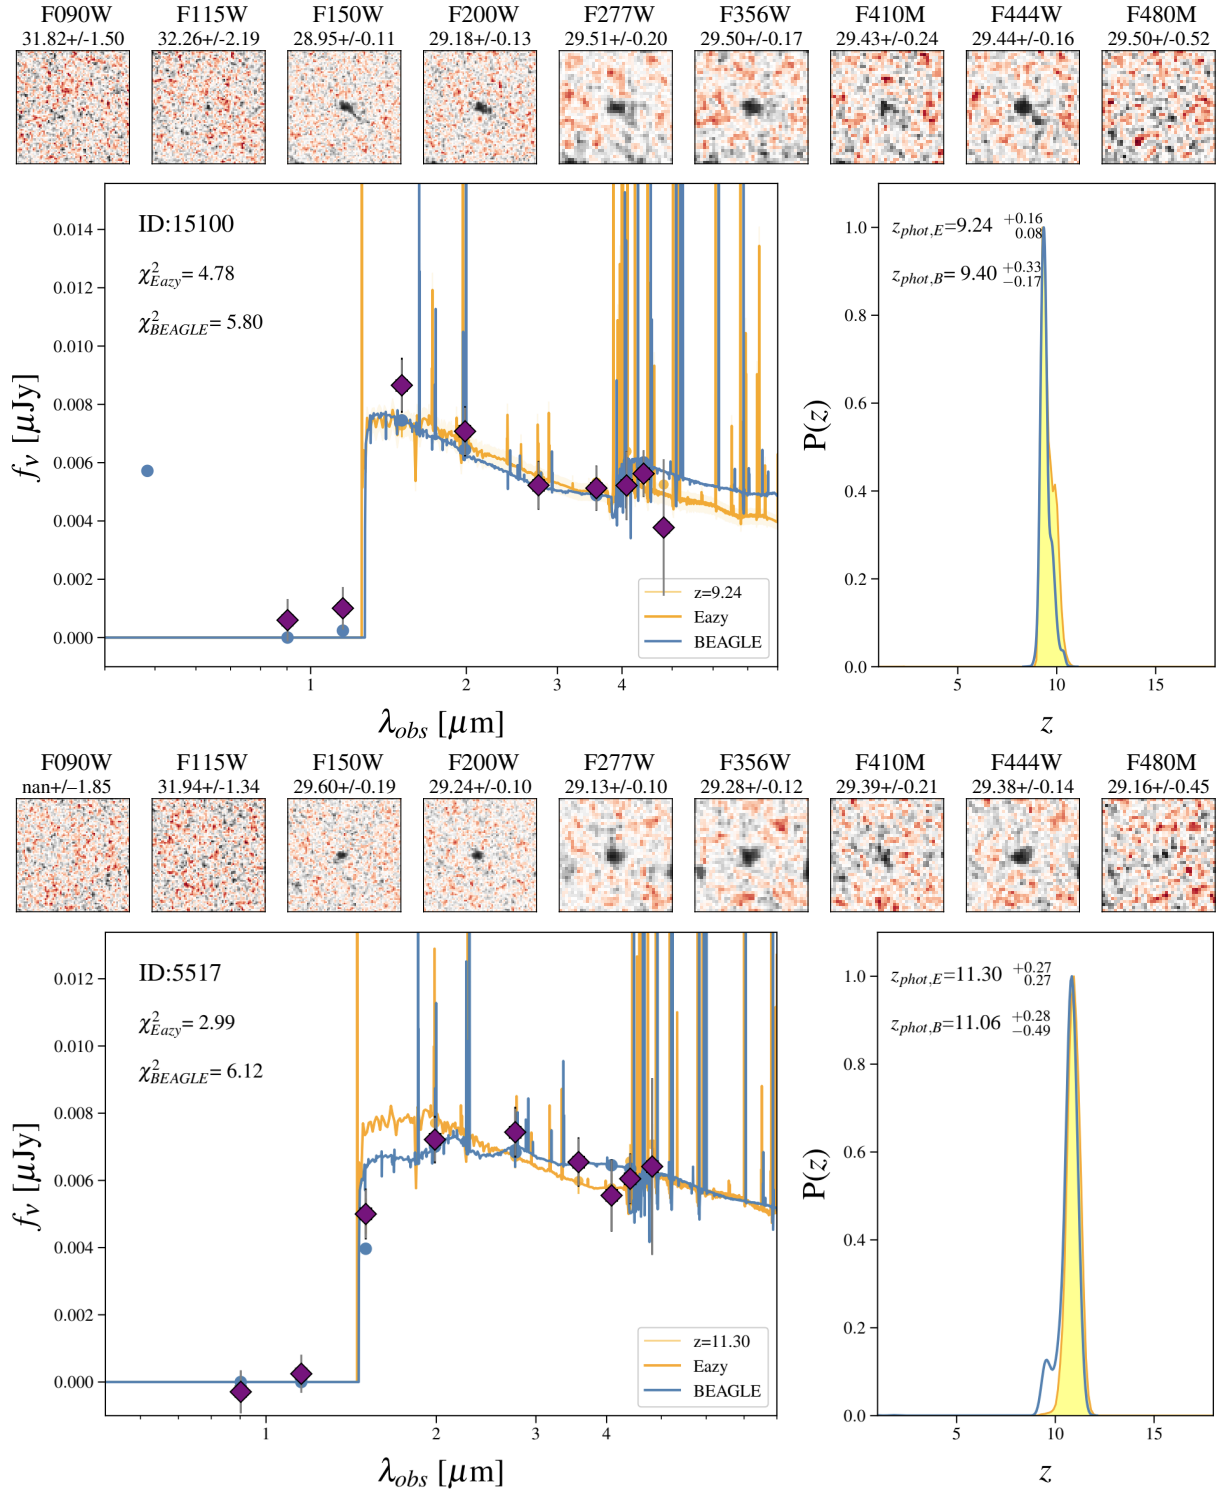 F090W F115W F150W F200W F277W F356W F410M F444W F480M
31.82+/-1.50 32.26+/-2.19 28.95+/-0.11 29.18+/-0.13 29.51+/-0.20 29.50+/-0.17 29.43+/-0.24 29.44+/-0.16 29.50+/-0.52
ID:15100
χ²Eazy= 4.78
χ²BEAGLE= 5.80
0.014
0.012
0.010
0.008
0.006
0.004
0.002
0.000
fν [μJy]
z=9.24
Eazy
BEAGLE
1 2 3 4
λobs [μm]
zphot,E=9.24 +0.16 0.08
zphot,B= 9.40 +0.33 −0.17
1.0
0.8
0.6
0.4
0.2
0.0
P(z)
5 10 15
z
F090W F115W F150W F200W F277W F356W F410M F444W F480M
nan+/-1.85 31.94+/-1.34 29.60+/-0.19 29.24+/-0.10 29.13+/-0.10 29.28+/-0.12 29.39+/-0.21 29.38+/-0.14 29.16+/-0.45
ID:5517
χ²Eazy= 2.99
χ²BEAGLE= 6.12
0.012
0.010
0.008
0.006
0.004
0.002
0.000
fν [μJy]
z=11.30
Eazy
BEAGLE
1 2 3 4
λobs [μm]
zphot,E=11.30 +0.27 0.27
zphot,B=11.06 +0.28 −0.49
1.0
0.8
0.6
0.4
0.2
0.0
P(z)
5 10 15
z